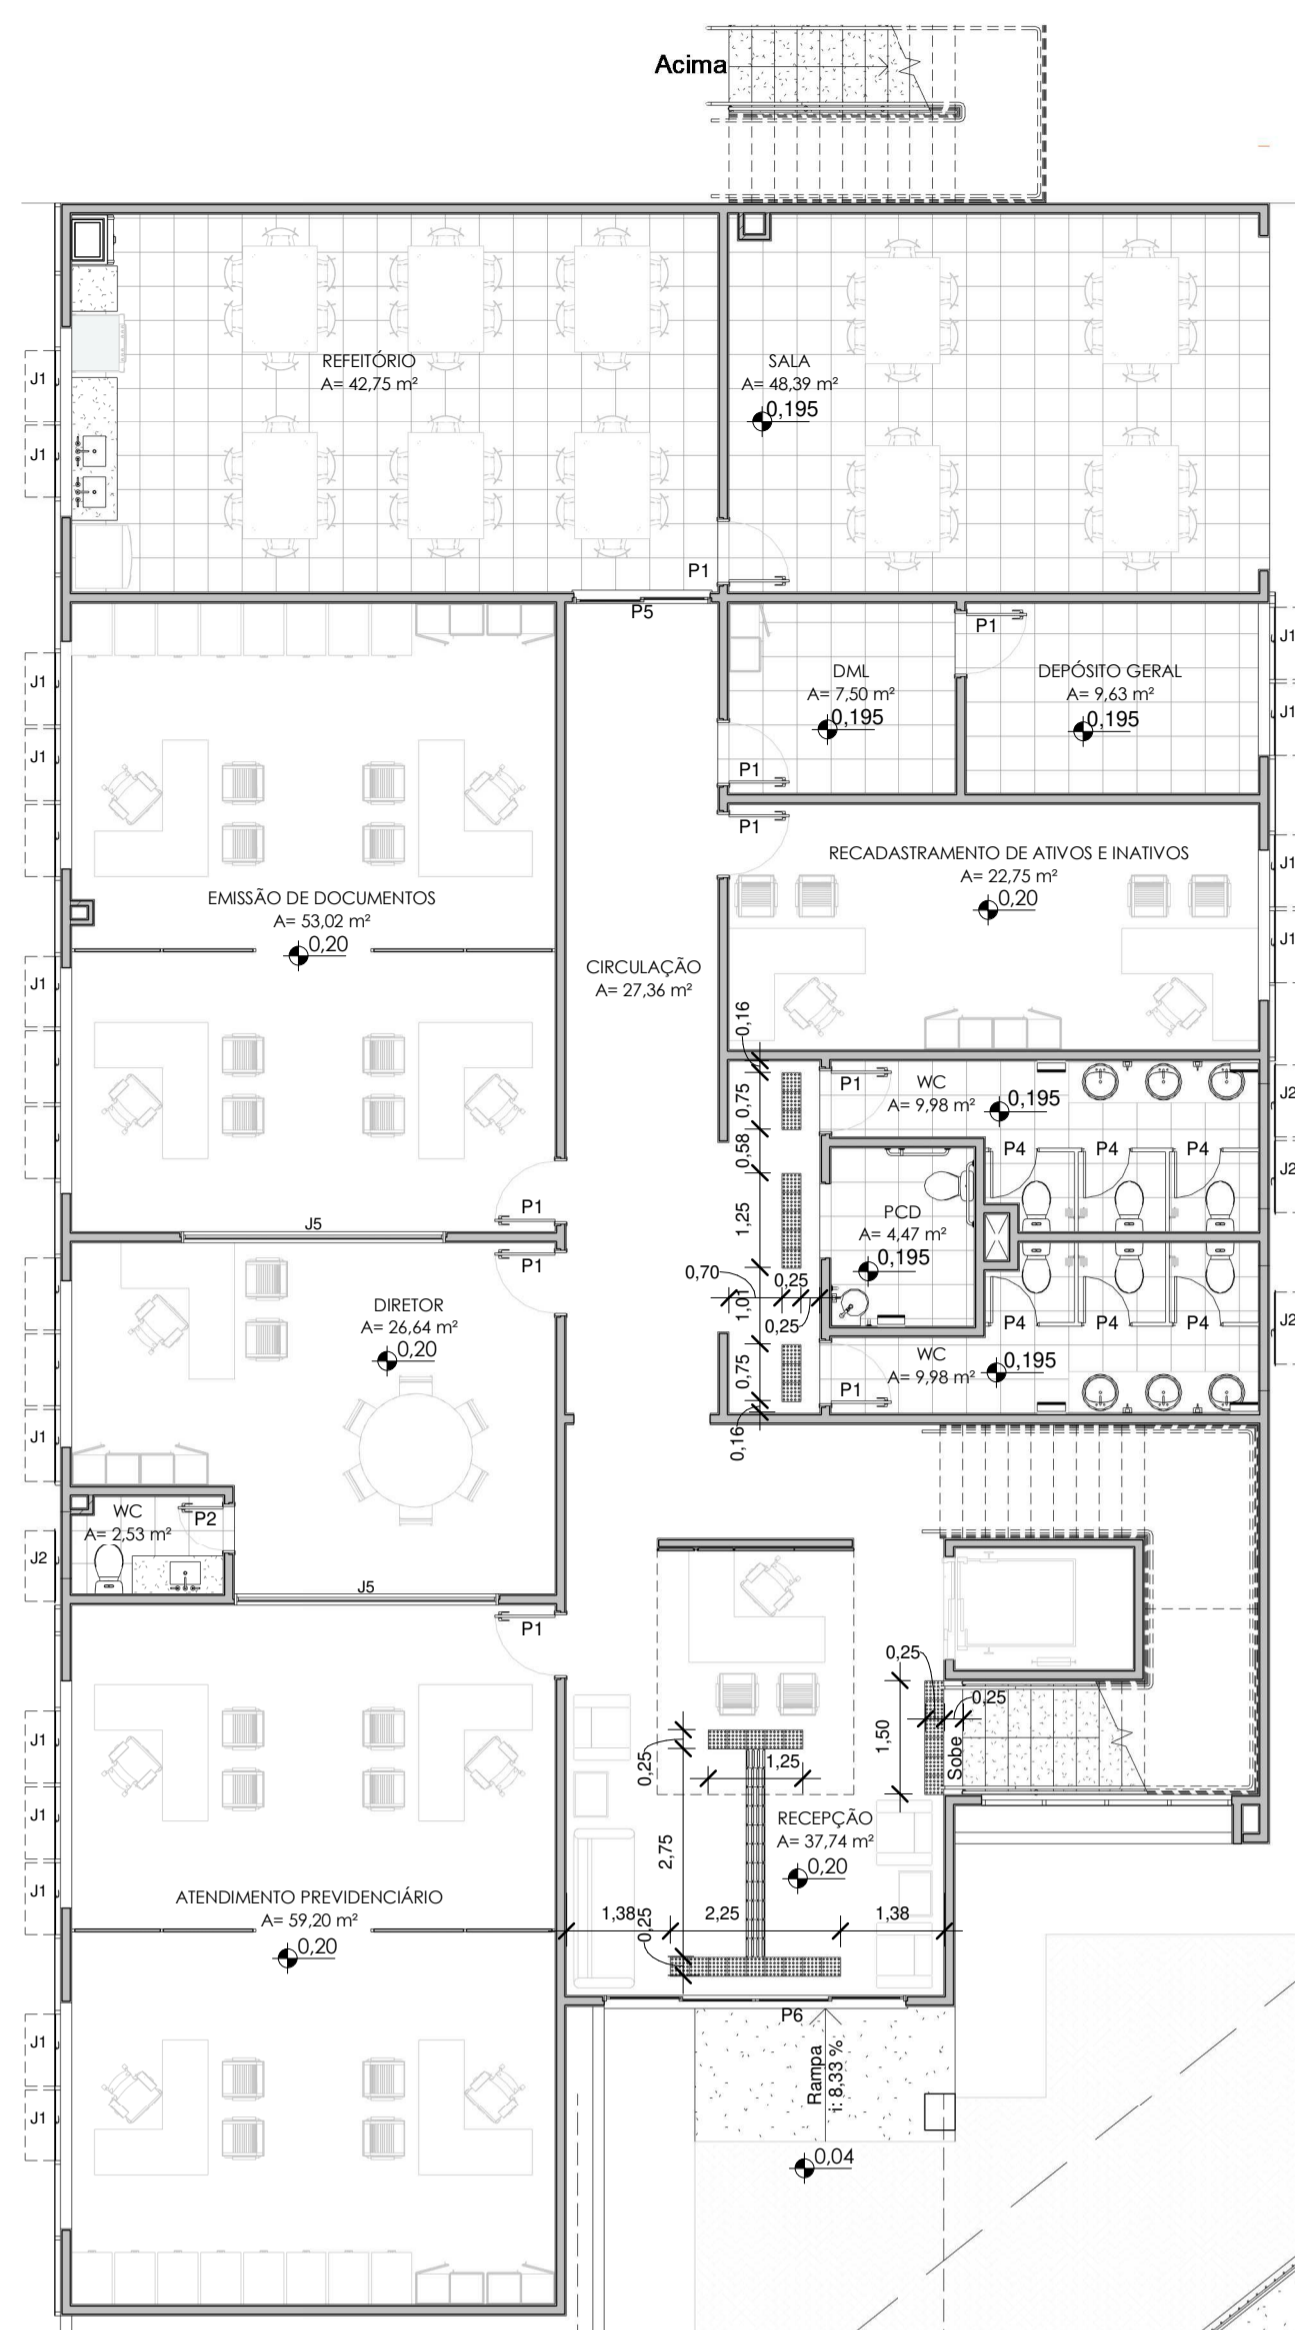 Acima
REFEITÓRIO
A= 42,75 m²
SALA
A= 48,39 m²
0,195
J1
J1
P1
P5
P1
J1
J1
DML
A= 7,50 m²
0,195
DEPÓSITO GERAL
A= 9,63 m²
0,195
J1
J1
P1
P1
RECADASTRAMENTO DE ATIVOS E INATIVOS
A= 22,75 m²
0,20
J1
J1
EMISSÃO DE DOCUMENTOS
A= 53,02 m²
0,20
J1
CIRCULAÇÃO
A= 27,36 m²
0,16
0,75
0,58
1,25
0,70
0,25
1,01
0,25
0,75
0,16
P1
WC
A= 9,98 m²
0,195
J2
P4
P4
P4
J2
PCD
A= 4,47 m²
0,195
P4
P4
P4
J2
WC
A= 9,98 m²
0,195
P1
P1
J5
P1
DIRETOR
A= 26,64 m²
0,20
J1
J1
WC
A= 2,53 m²
P2
J2
J5
P1
0,25
0,25
1,50
Sobe
0,25
1,25
2,75
RECEPÇÃO
A= 37,74 m²
0,20
1,38
0,25
2,25
1,38
J1
J1
J1
ATENDIMENTO PREVIDENCIÁRIO
A= 59,20 m²
0,20
J1
J1
P6
Rampa
i: 8,33 %
0,04